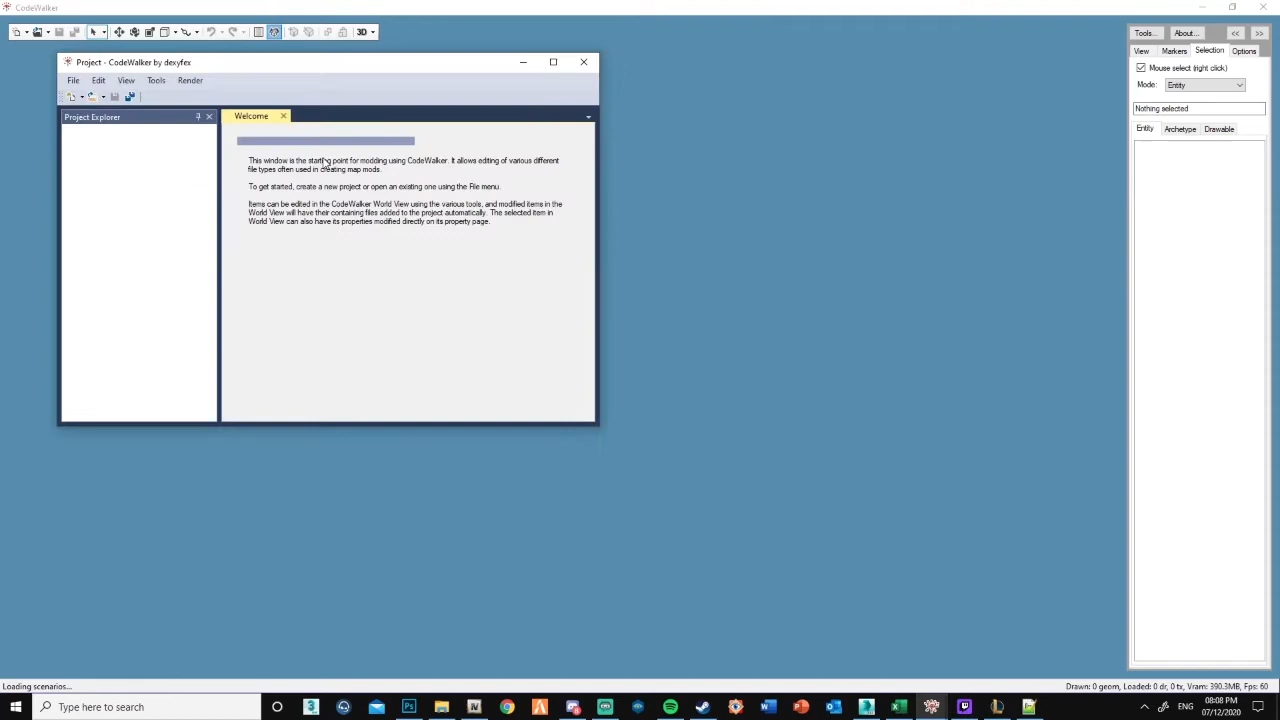 CodeWalker
3D
Tools...
About...
<<
>>
View
Markers
Selection
Options
Mouse select (right click)
Mode:
Entity
Nothing selected
Entity
Archetype
Drawable
Project - CodeWalker by dexyfex
File
Edit
View
Tools
Render
Project Explorer
Welcome
This window is the starting point for modding using CodeWalker. It allows editing of various different
file types often used in creating map mods.
To get started, create a new project or open an existing one using the File menu.
Items can be edited in the CodeWalker World View using the various tools, and modified items in the
World View will have their containing files added to the project automatically. The selected item in
World View can also have its properties modified directly on its property page.
Loading scenarios...
Drawn: 0 geom, Loaded: 0 dr, 0 tx, Vram: 390.3MB, Fps: 60
Type here to search
ENG
08:08 PM
07/12/2020